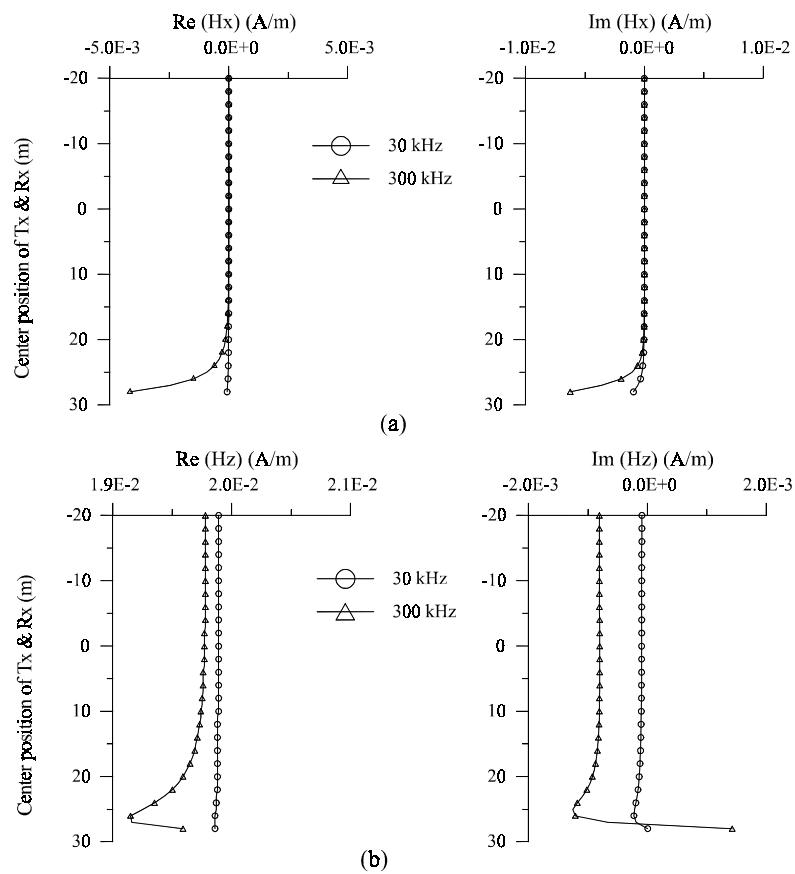 Re (Hx) (A/m)
-5.0E-3 0.0E+0 5.0E-3
Im (Hx) (A/m)
-1.0E-2 0.0E+0 1.0E-2
Center position of Tx & Rx (m)
-20
-10
0
10
20
30
30 kHz
300 kHz
-20
-10
0
10
20
30
(a)
Re (Hz) (A/m)
1.9E-2 2.0E-2 2.1E-2
Im (Hz) (A/m)
-2.0E-3 0.0E+0 2.0E-3
Center position of Tx & Rx (m)
-20
-10
0
10
20
30
30 kHz
300 kHz
-20
-10
0
10
20
30
(b)